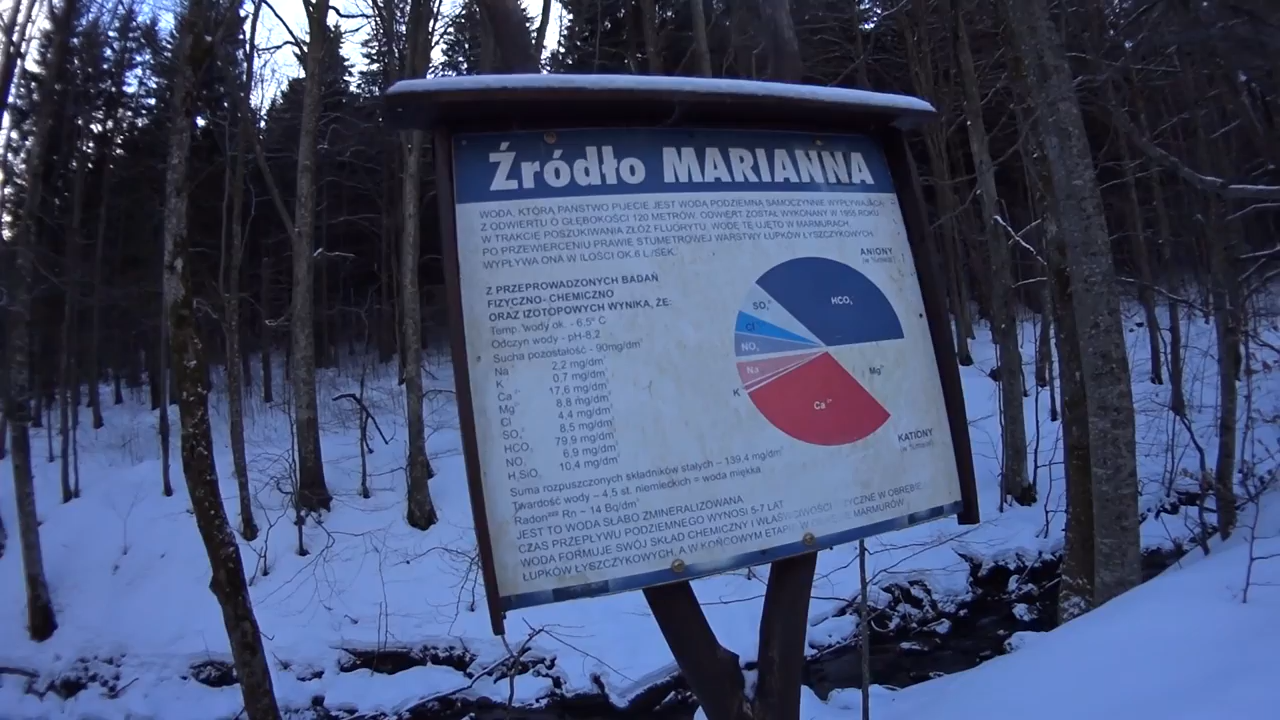 Źródło MARIANNA
WODA, KTÓRĄ PAŃSTWO PIJECIE JEST WODĄ PODZIEMNĄ SAMOCZYNNIE WYPŁYWAJĄCĄ
Z ODWIERTU O GŁĘBOKOŚCI 120 METRÓW. ODWIERT ZOSTAŁ WYKONANY W ROKU
W TRAKCIE POSZUKIWANIA ZŁÓŻ FLUORYTU. WODĘ TĘ UJĘTO W MARMURACH,
PO PRZEWIERCENIU PRAWIE STUMETROWEJ WARSTWY ŁUPKÓW ŁYSZCZYKOWYCH.
WYPŁYWA ONA W ILOŚCI OK.6 L./SEK.
Z PRZEPROWADZONYCH BADAŃ
FIZYCZNO- CHEMICZNO
ORAZ IZOTOPOWYCH WYNIKA, ŻE:
Temp. wody ok. - 6,5° C
Odczyn wody - pH-8,2
Sucha pozostałość - 90mg/dm³
Na 2,2 mg/dm³
K 0,7 mg/dm³
Ca 17,6 mg/dm³
Mg 8,8 mg/dm³
Cl 4,4 mg/dm³
SO₄ 8,5 mg/dm³
HCO₃ 79,9 mg/dm³
NO₃ 6,9 mg/dm³
H₂SiO₃ 10,4 mg/dm³
ANIONY
HCO₃
SO₄
Cl
NO₃
Na
K
Mg
Ca
KATIONY
Suma rozpuszczonych składników stałych – 139,4 mg/dm³
Twardość wody – 4,5 st. niemieckich = woda miękka
Radon²²² Rn – 14 Bq/dm³
JEST TO WODA SŁABO ZMINERALIZOWANA
CZAS PRZEPŁYWU PODZIEMNEGO WYNOSI 5-7 LAT
WODA FORMUJE SWÓJ SKŁAD CHEMICZNY I WŁAŚCIWOŚCI W OBRĘBIE
ŁUPKÓW ŁYSZCZYKOWYCH, A W KOŃCOWYM ETAPIE W MARMURÓW